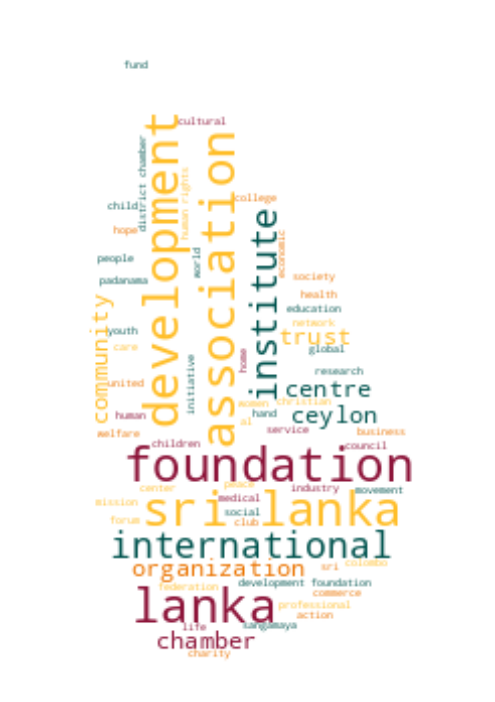 fund
cultural
development
association
district chamber
human rights
child
college
hope
institute
economic
people
world
padanama
society
health
education
community
youth
network
trust
care
global
initiative
home
research
united
centre
women
christian
human
hand
ceylon
al
welfare
service
business
children
council
foundation
peace
center
industry
movement
mission
medical
sri lanka
social
forum
club
international
organization
sri
colombo
federation
development foundation
commerce
lanka
professional
action
life
sangamaya
chamber
charity